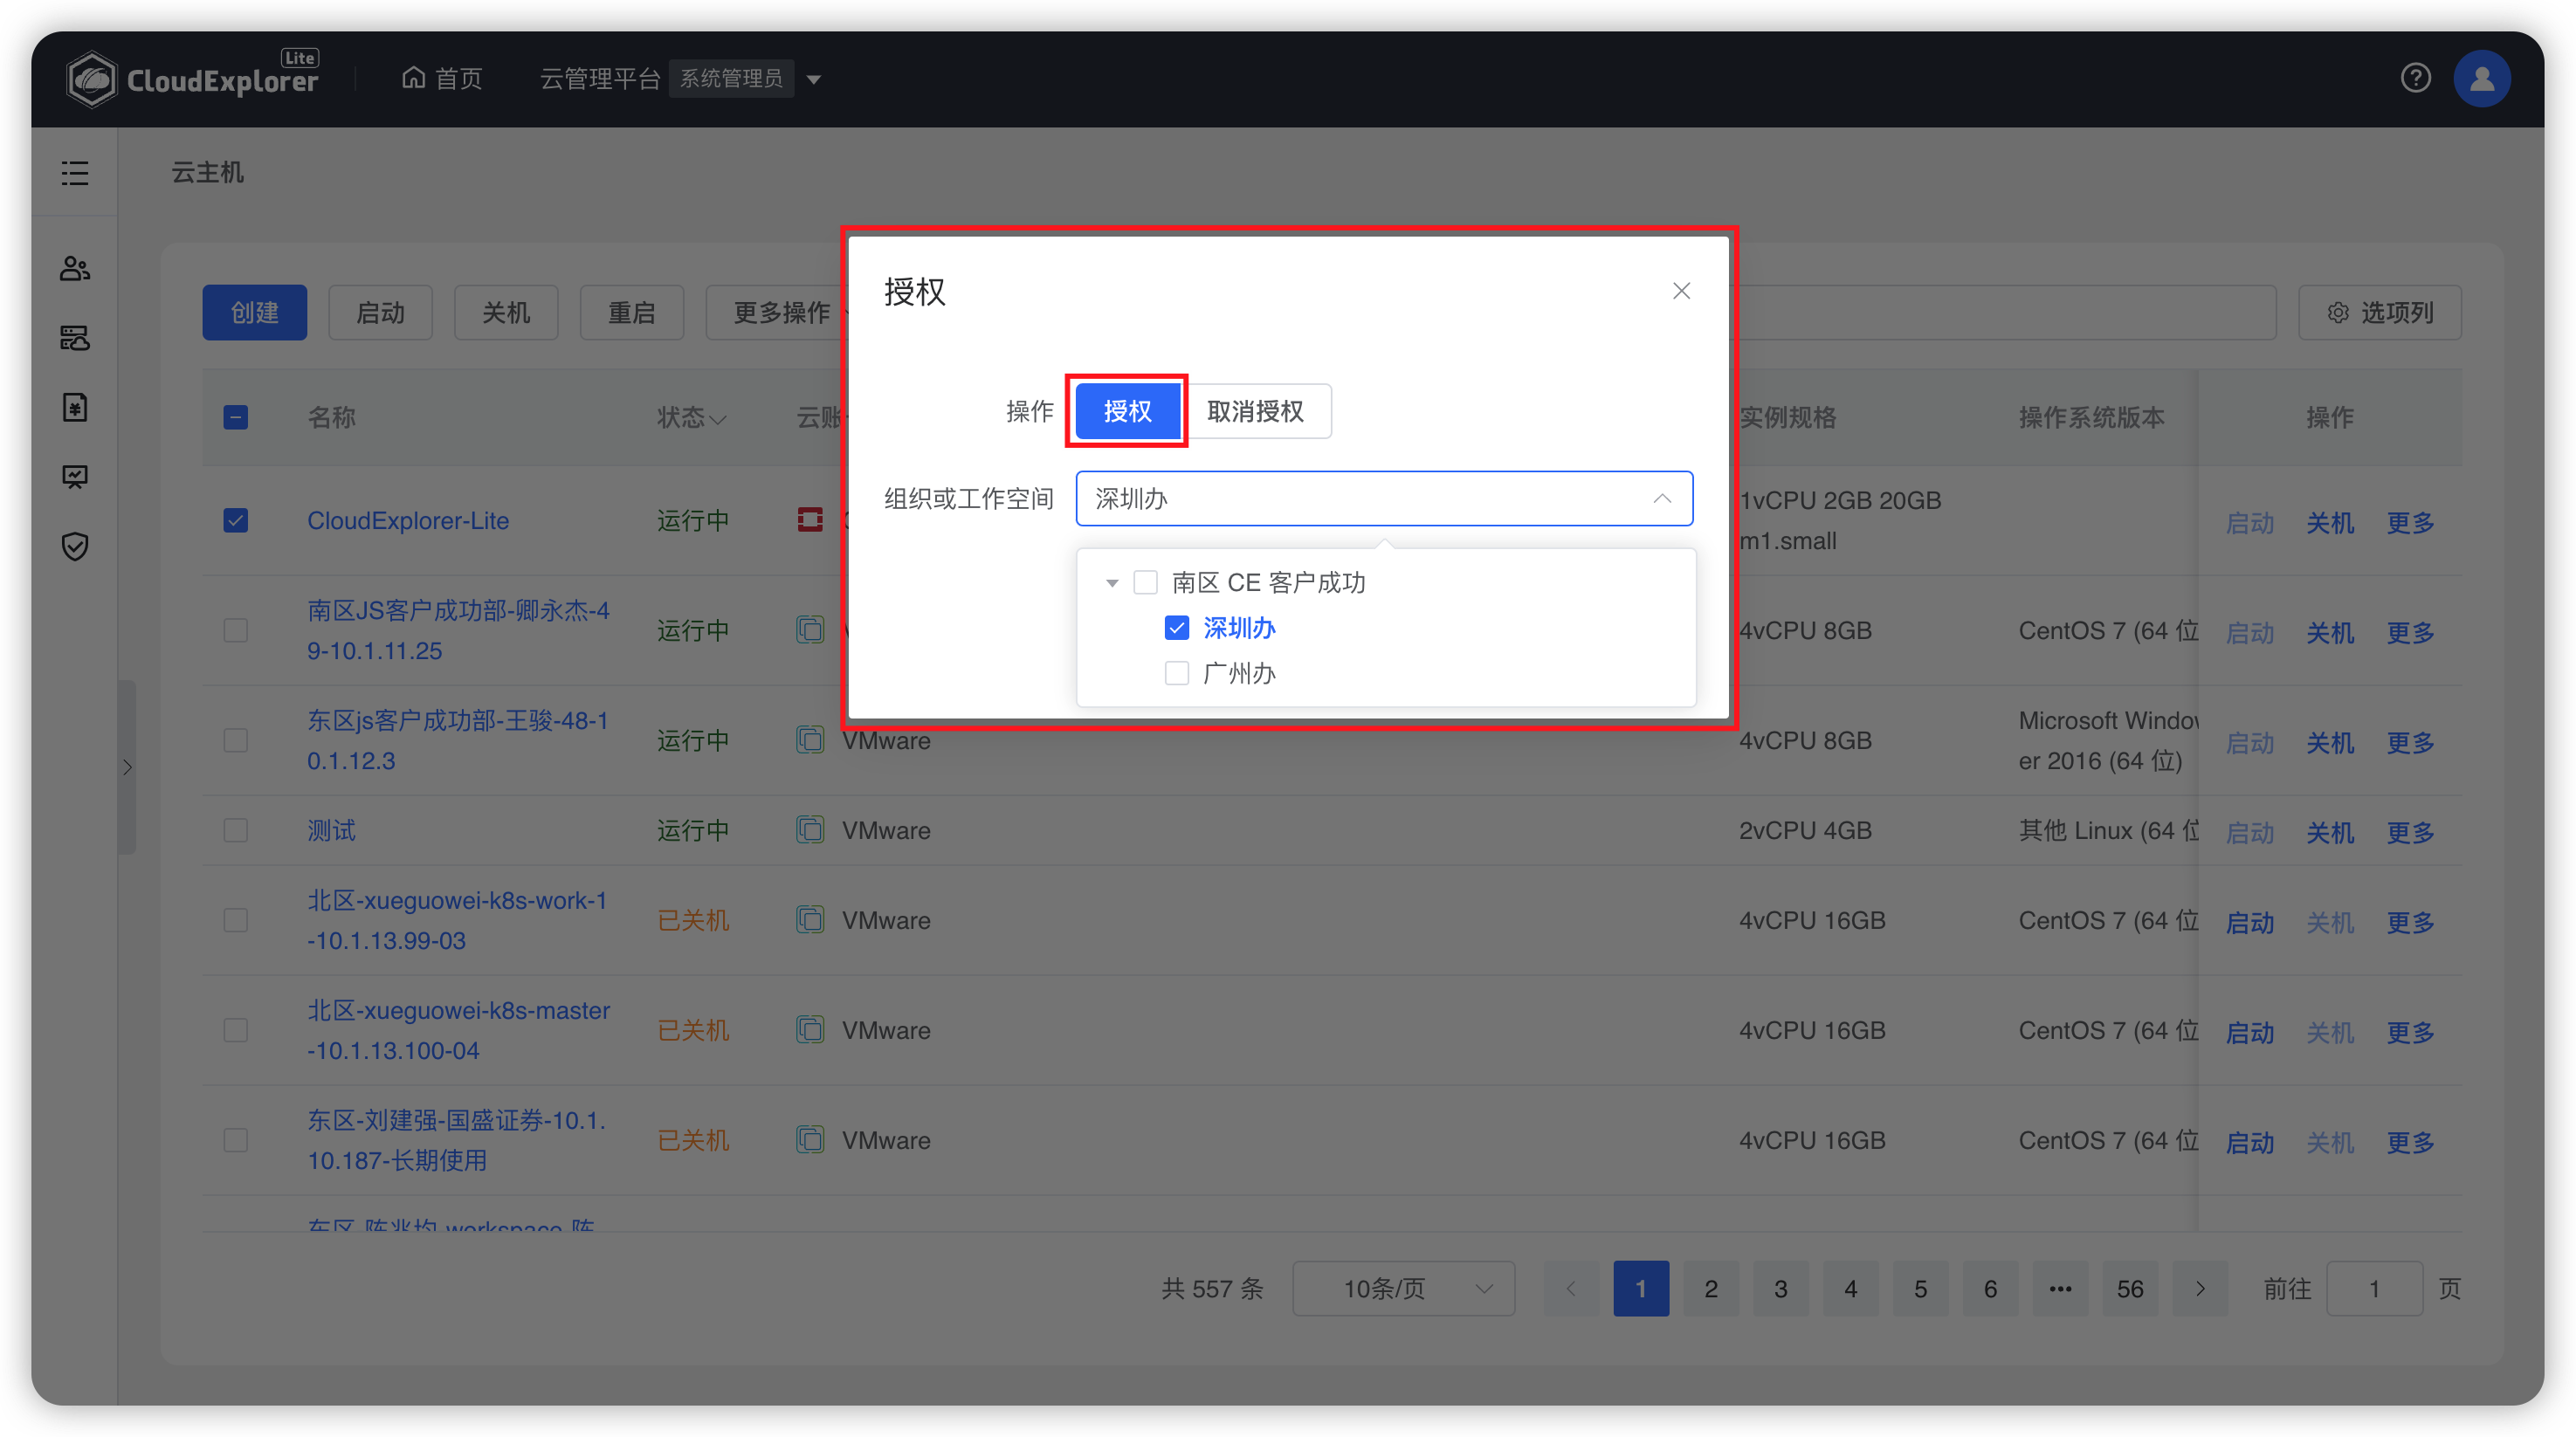 CloudExplorer Lite
首页
云管理平台 系统管理员
云主机
创建 启动 关机 重启 更多操作
选项列
名称 状态 云账 实例规格 操作系统版本 操作
CloudExplorer-Lite 运行中 1vCPU 2GB 20GB
m1.small
启动 关机 更多
南区JS客户成功部-卿永杰-4
9-10.1.11.25
运行中 4vCPU 8GB CentOS 7 (64 位 启动 关机 更多
东区js客户成功部-王骏-48-1
0.1.12.3
运行中 VMware 4vCPU 8GB
Microsoft Window
er 2016 (64 位)
启动 关机 更多
测试 运行中 VMware 2vCPU 4GB 其他 Linux (64 位 启动 关机 更多
北区-xueguowei-k8s-work-1
-10.1.13.99-03
已关机 VMware 4vCPU 16GB CentOS 7 (64 位 启动 关机 更多
北区-xueguowei-k8s-master
-10.1.13.100-04
已关机 VMware 4vCPU 16GB CentOS 7 (64 位 启动 关机 更多
东区-刘建强-国盛证券-10.1.
10.187-长期使用
已关机 VMware 4vCPU 16GB CentOS 7 (64 位 启动 关机 更多
东区-陈兆均-workspace-陈
共 557 条 10条/页 1 2 3 4 5 6 ••• 56 前往 1 页
授权
操作 授权 取消授权
组织或工作空间 深圳办
南区 CE 客户成功
深圳办
广州办